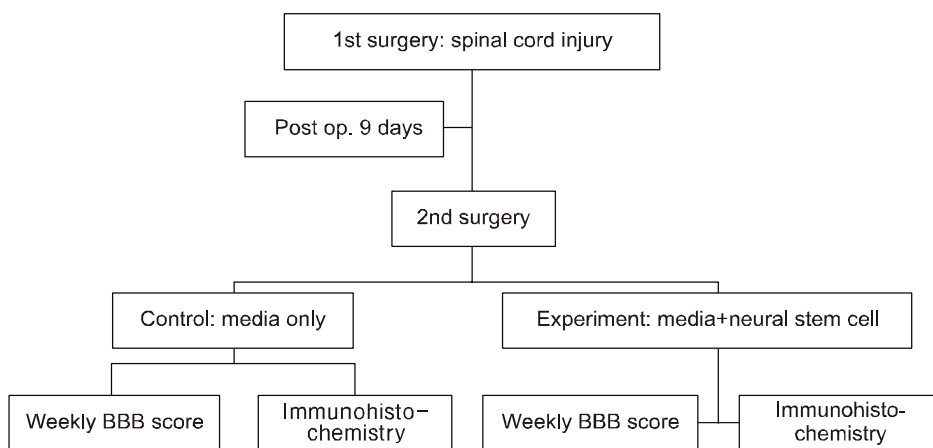 1st surgery: spinal cord injury
Post op. 9 days
2nd surgery
Control: media only
Experiment: media+neural stem cell
Weekly BBB score
Immunohisto-
chemistry
Weekly BBB score
Immunohisto-
chemistry